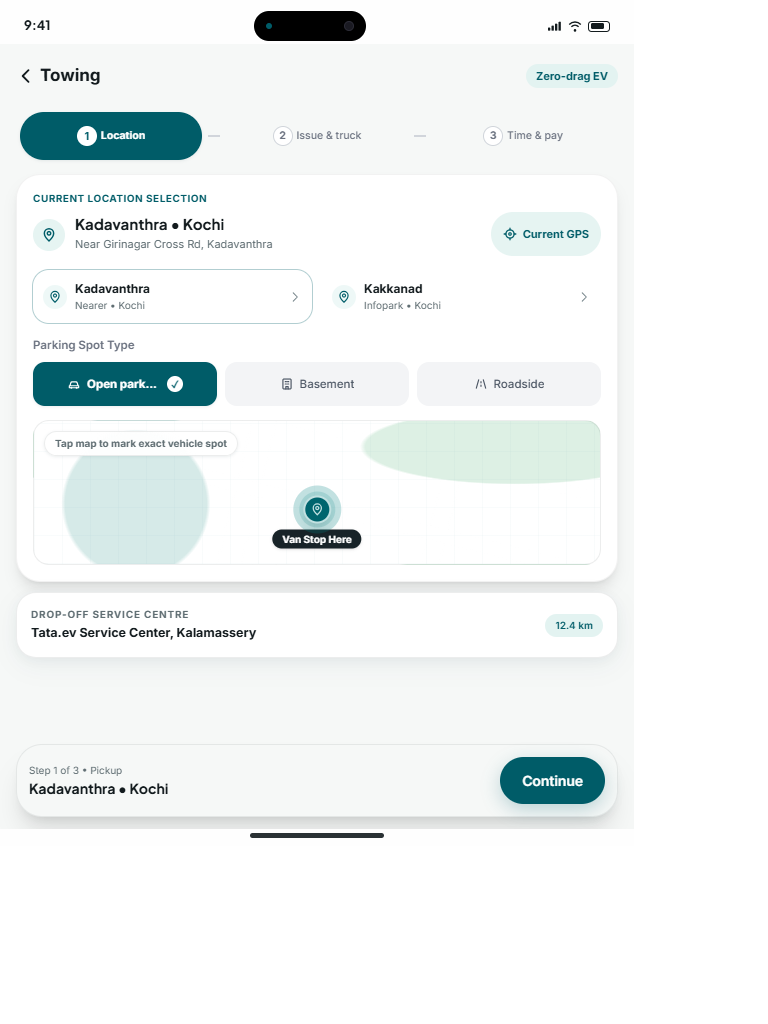 9:41
Towing
Zero-drag EV
1 Location
2 Issue & truck
3 Time & pay
CURRENT LOCATION SELECTION
Kadavanthra • Kochi
Near Girinagar Cross Rd, Kadavanthra
Current GPS
Kadavanthra
Nearer • Kochi
Kakkanad
Infopark • Kochi
Parking Spot Type
Open park...
Basement
Roadside
Tap map to mark exact vehicle spot
Van Stop Here
DROP-OFF SERVICE CENTRE
Tata.ev Service Center, Kalamassery
12.4 km
Step 1 of 3 • Pickup
Kadavanthra • Kochi
Continue